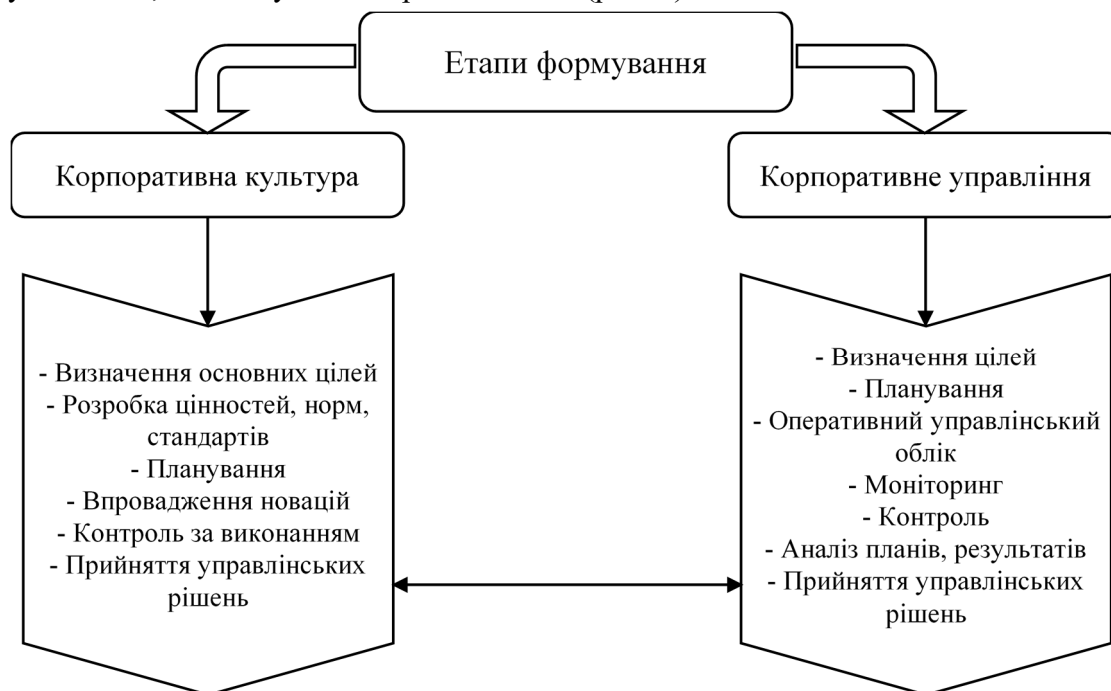 Етапи формування
Корпоративна культура
Корпоративне управління
- Визначення основних цілей
- Розробка цінностей, норм,
стандартів
- Планування
- Впровадження новацій
- Контроль за виконанням
- Прийняття управлінських
рішень
- Визначення цілей
- Планування
- Оперативний управлінський
облік
- Моніторинг
- Контроль
- Аналіз планів, результатів
- Прийняття управлінських
рішень